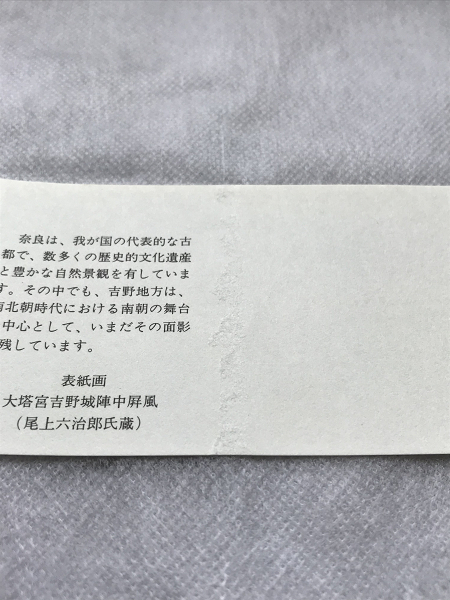 奈良は、我が国の代表的な古
都で、数多くの歴史的文化遺産
と豊かな自然景観を有していま
す。その中でも、吉野地方は、
南北朝時代における南朝の舞台
中心として、いまだその面影
残しています。
表紙画
大塔宮吉野城陣中屛風
（尾上六治郎氏蔵）